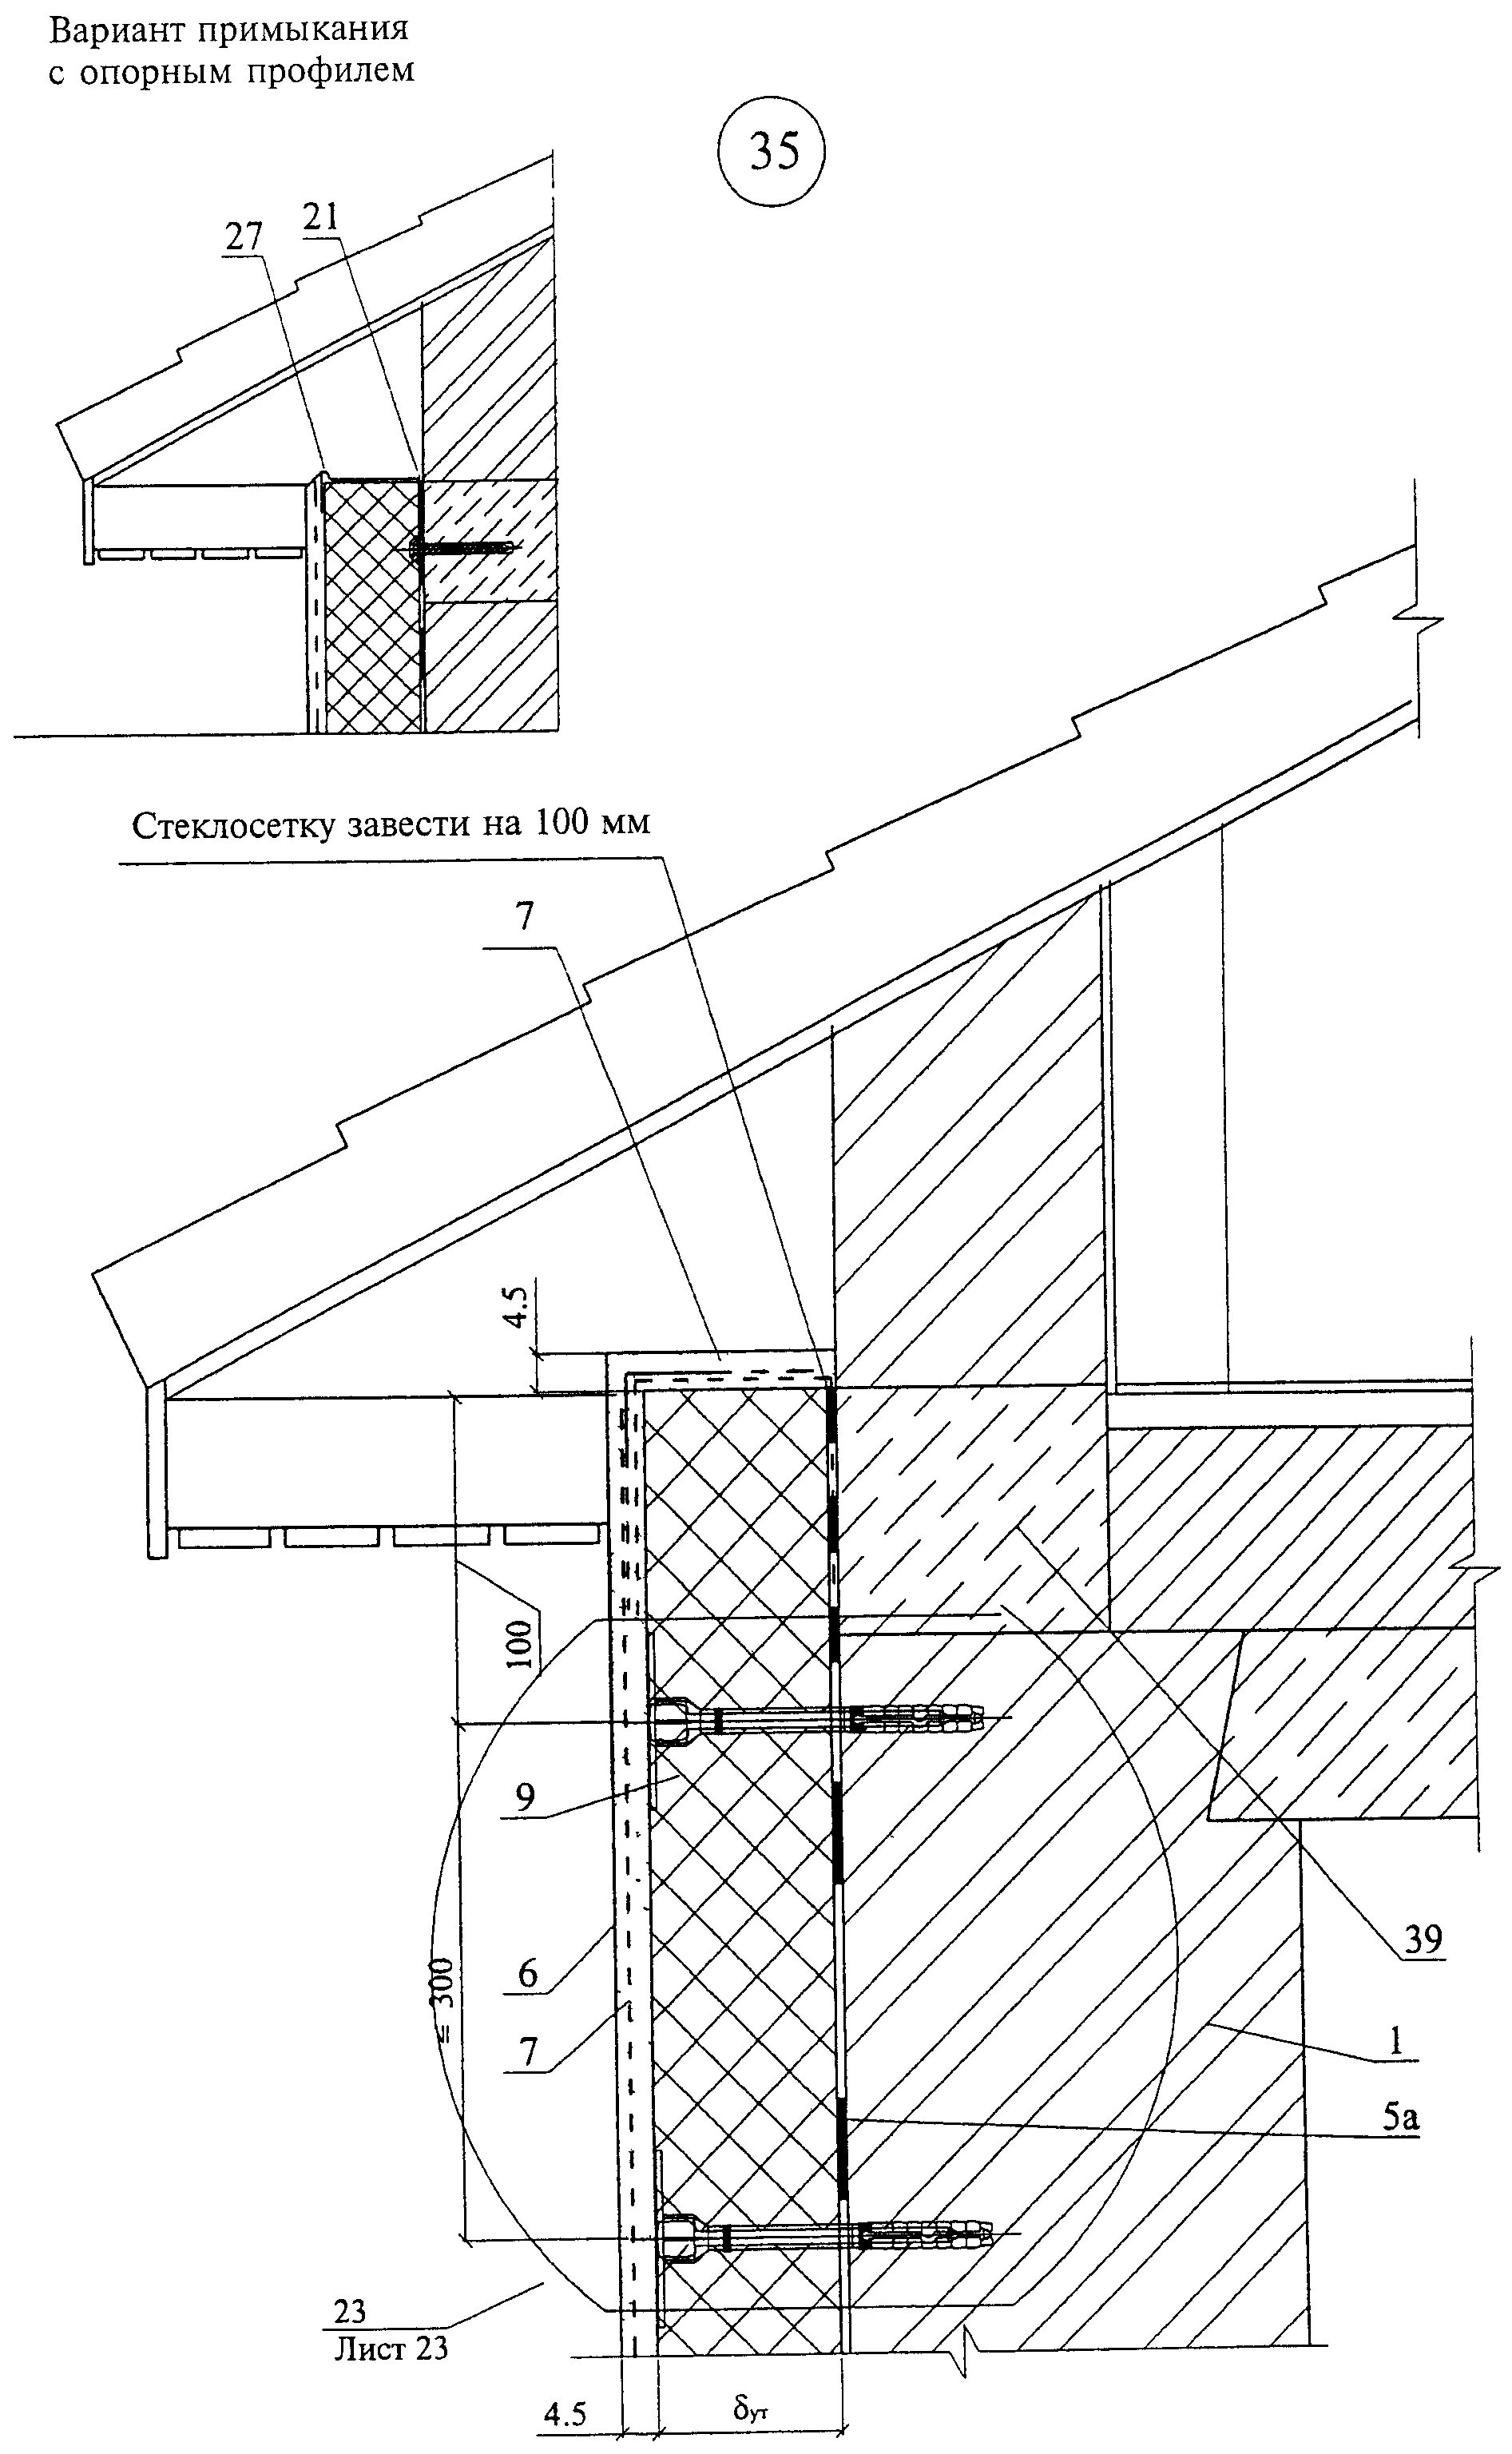 Вариант примыкания
с опорным профилем
35
27
21
Стеклосетку завести на 100 мм
7
4.5
100
9
= 300
6
7
39
1
5а
23
Лист 23
4.5
δут